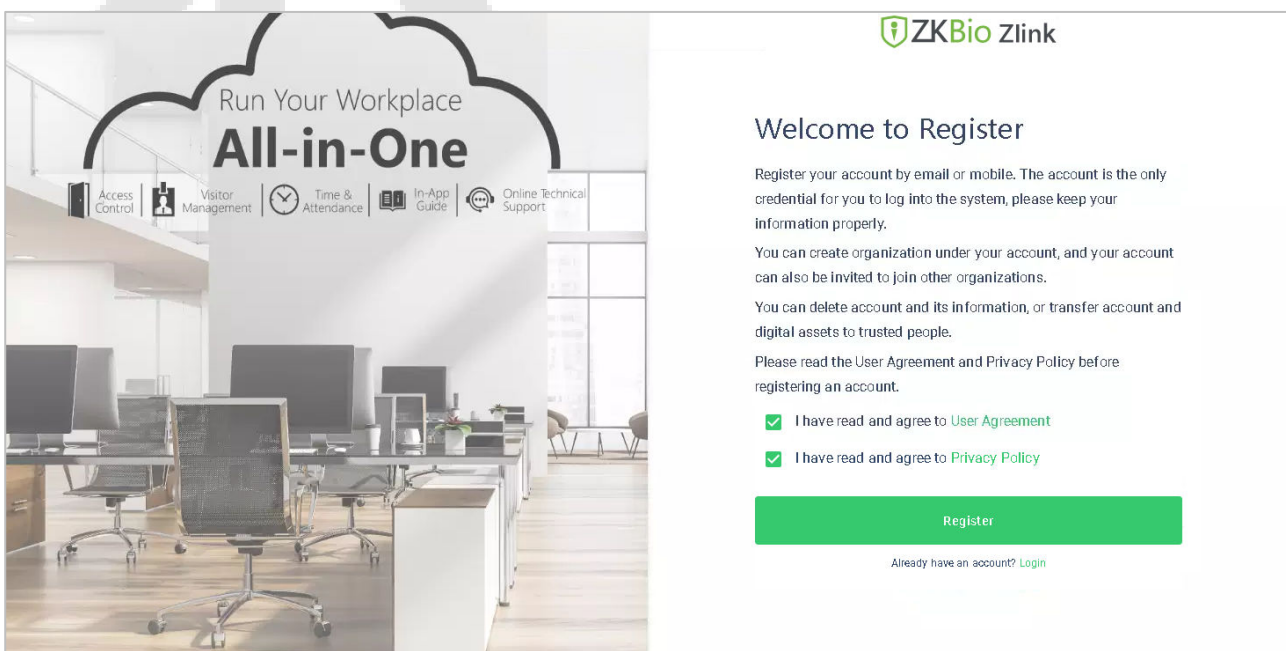 Run Your Workplace
All-in-One
Access
Control
Visitor
Management
Time &
Attendance
In-App
Guide
Online Technical
Support
ZKBio Zlink
Welcome to Register
Register your account by email or mobile. The account is the only
credential for you to log into the system, please keep your
information properly.
You can create organization under your account, and your account
can also be invited to join other organizations.
You can delete account and its information, or transfer account and
digital assets to trusted people.
Please read the User Agreement and Privacy Policy before
registering an account.
I have read and agree to User Agreement
I have read and agree to Privacy Policy
Register
Already have an account? Login